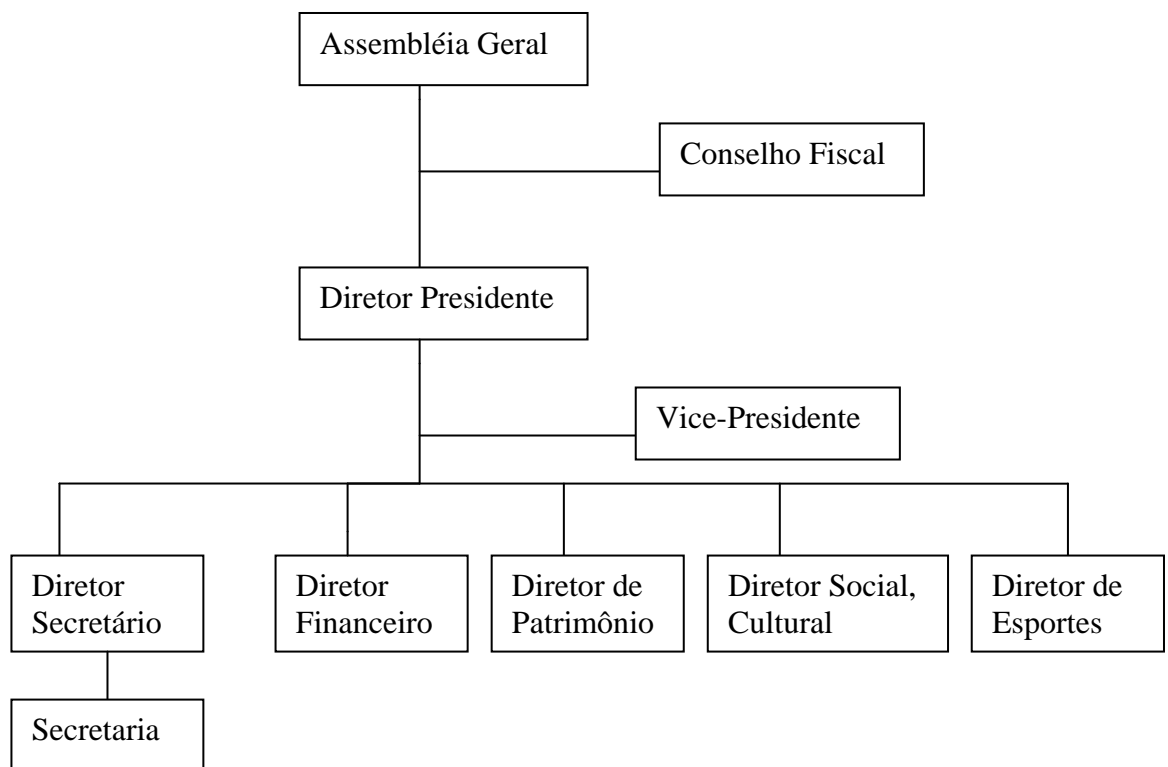 Assembléia Geral
Conselho Fiscal
Diretor Presidente
Vice-Presidente
Diretor
Secretário
Diretor
Financeiro
Diretor de
Patrimônio
Diretor Social,
Cultural
Diretor de
Esportes
Secretaria